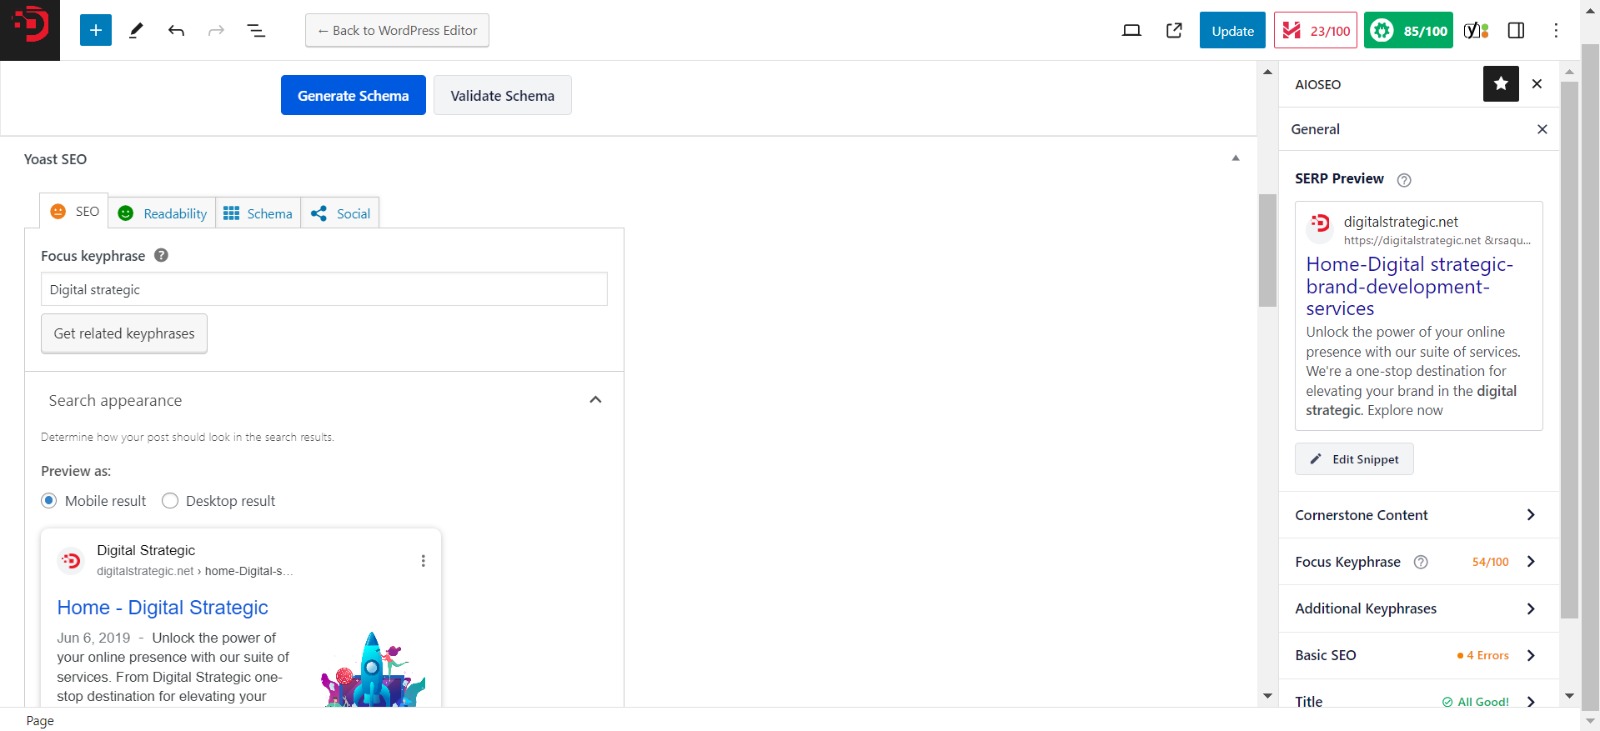 ← Back to WordPress Editor
Update
23/100
85/100
Generate Schema
Validate Schema
Yoast SEO
SEO
Readability
Schema
Social
Focus keyphrase
Digital strategic
Get related keyphrases
Search appearance
Determine how your post should look in the search results.
Preview as:
Mobile result
Desktop result
Digital Strategic
digitalstrategic.net › home-Digital-s...
Home - Digital Strategic
Jun 6, 2019 - Unlock the power of
your online presence with our suite of
services. From Digital Strategic one-
stop destination for elevating your
AIOSEO
General
SERP Preview
digitalstrategic.net
https://digitalstrategic.net &rsaqu...
Home-Digital strategic-
brand-development-
services
Unlock the power of your online
presence with our suite of services.
We're a one-stop destination for
elevating your brand in the digital
strategic. Explore now
Edit Snippet
Cornerstone Content
Focus Keyphrase
54/100
Additional Keyphrases
Basic SEO
4 Errors
Title
All Good!
Page